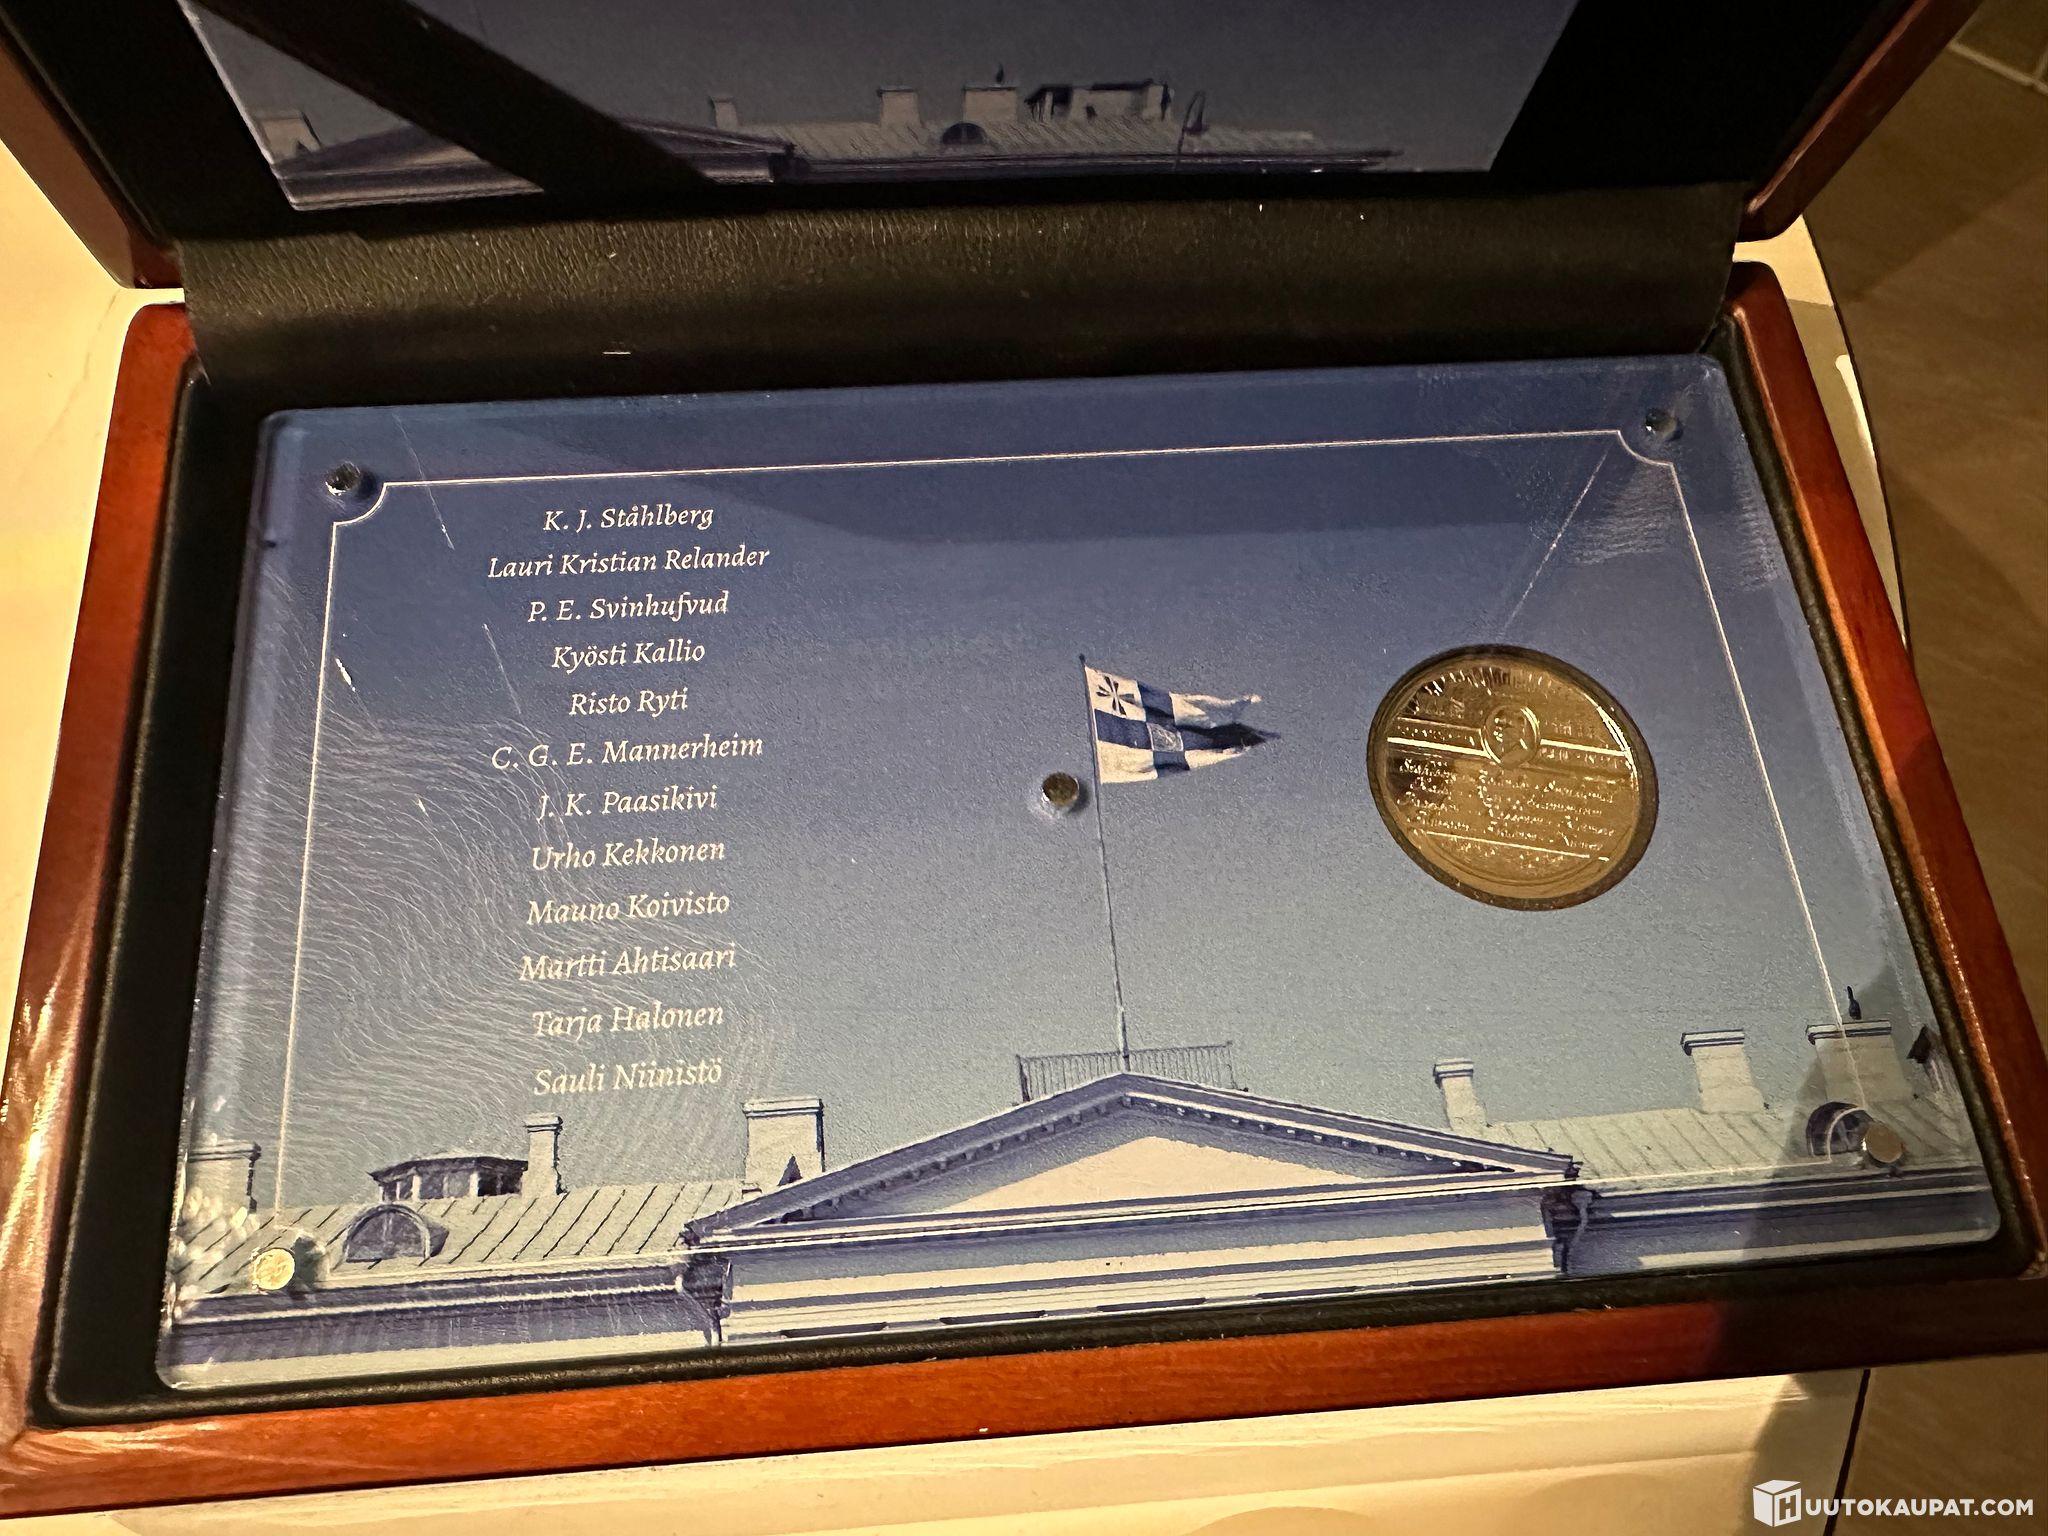 K. J. Ståhlberg
Lauri Kristian Relander
P. E. Svinhufvud
Kyösti Kallio
Risto Ryti
C. G. E. Mannerheim
J. K. Paasikivi
Urho Kekkonen
Mauno Koivisto
Martti Ahtisaari
Tarja Halonen
Sauli Niinistö
HUUTOKAUPAT.COM